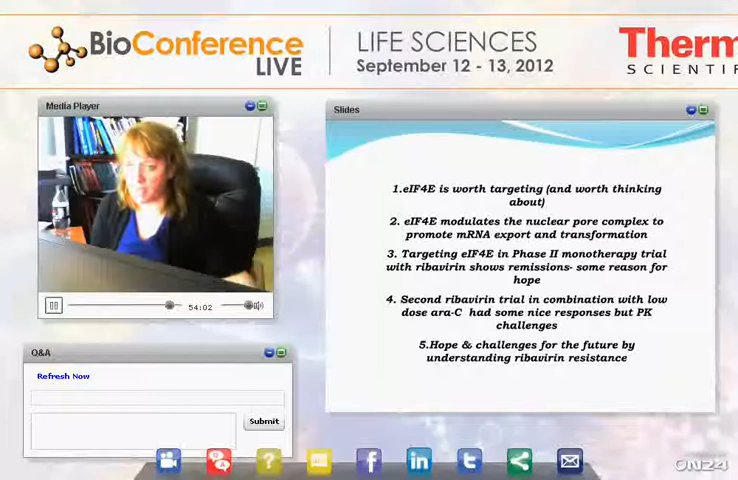 BioConference
LIVE
LIFE SCIENCES
September 12 - 13, 2012
Therm
SCIENTIF
Media Player
54:02
Slides
1.eIF4E is worth targeting (and worth thinking
about)
2. eIF4E modulates the nuclear pore complex to
promote mRNA export and transformation
3. Targeting eIF4E in Phase II monotherapy trial
with ribavirin shows remissions- some reason for
hope
4. Second ribavirin trial in combination with low
dose ara-C had some nice responses but PK
challenges
5.Hope & challenges for the future by
understanding ribavirin resistance
Q&A
Refresh Now
Submit
Q
A
?
f
in
t
ON24